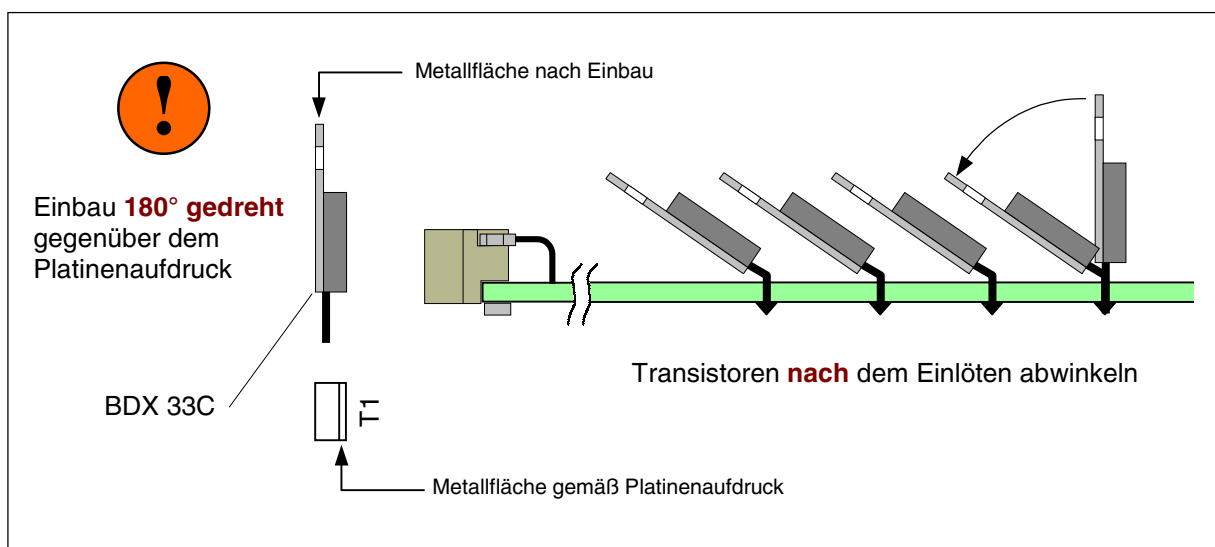 !
Metallfläche nach Einbau
Einbau 180° gedreht
gegenüber dem
Platinenaufdruck
BDX 33C
T1
Metallfläche gemäß Platinenaufdruck
Transistoren nach dem Einlöten abwinkeln